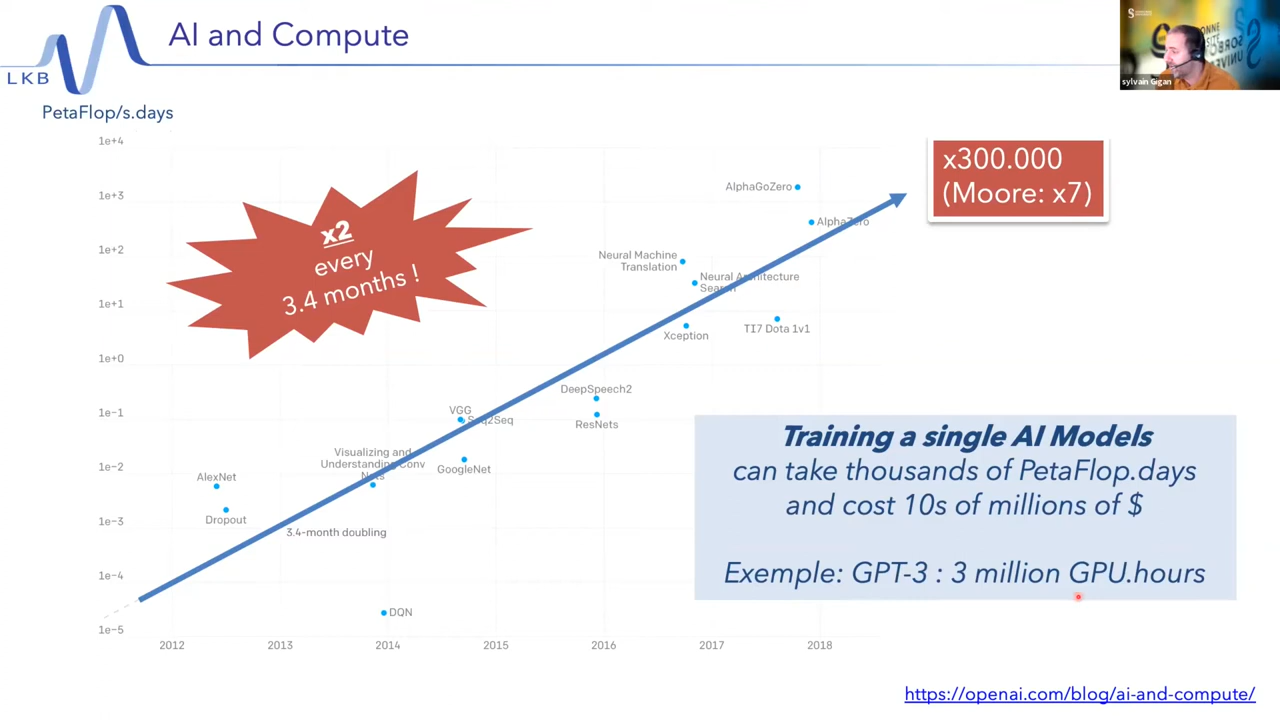 AI and Compute
LKB
PetaFlop/s.days
sylvain Gigan
1e+4
1e+3
1e+2
1e+1
1e+0
1e-1
1e-2
1e-3
1e-4
1e-5
x2
every
3.4 months !
x300.000
(Moore: x7)
AlphaGoZero
AlphaZero
Neural Machine
Translation
Neural Architecture
Search
Xception
TI7 Dota 1v1
DeepSpeech2
ResNets
VGG
Seq2Seq
GoogleNet
Visualizing and
Understanding Conv
Nets
AlexNet
Dropout
3.4-month doubling
DQN
2012
2013
2014
2015
2016
2017
2018
Training a single AI Models
can take thousands of PetaFlop.days
and cost 10s of millions of $
Exemple: GPT-3 : 3 million GPU.hours
https://openai.com/blog/ai-and-compute/